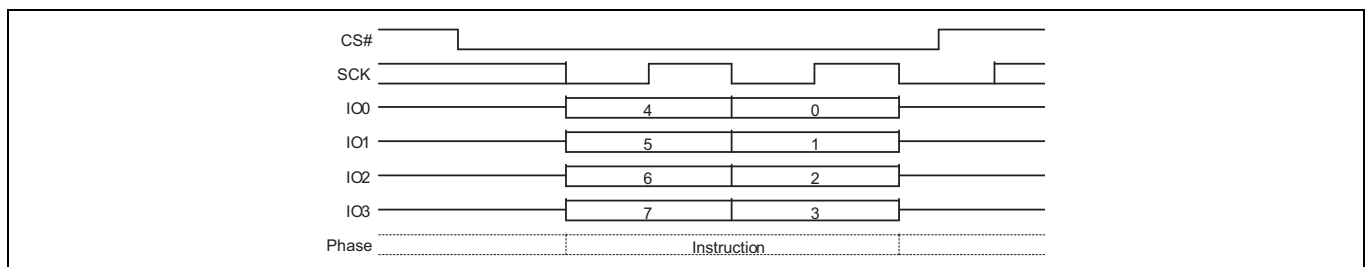 CS#
SCK
IO0 4 0
IO1 5 1
IO2 6 2
IO3 7 3
Phase Instruction